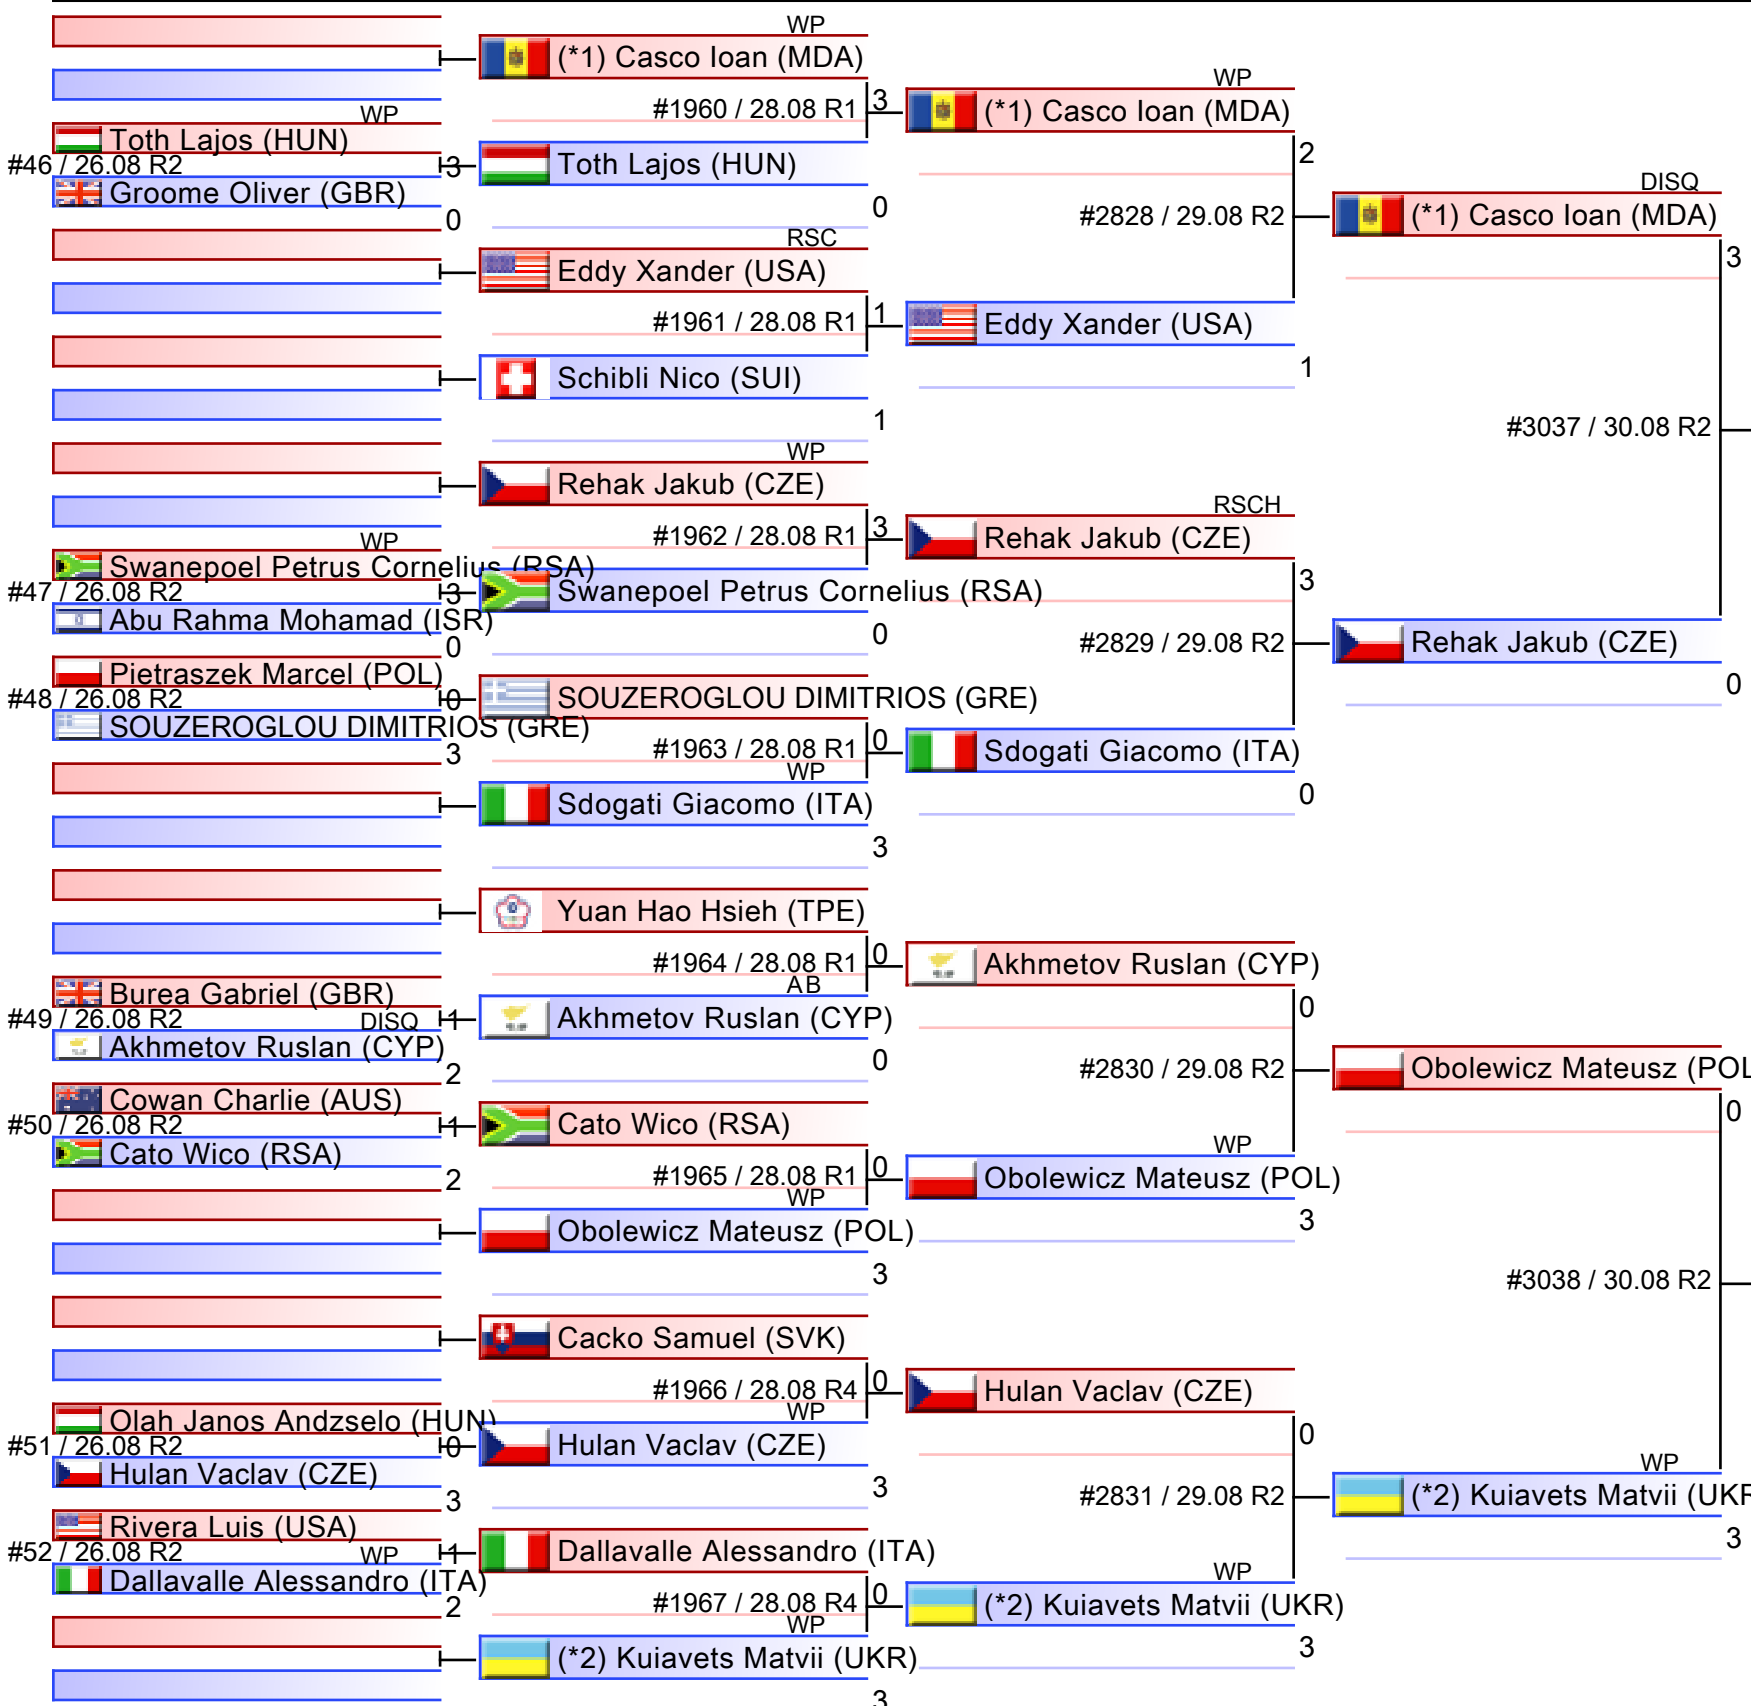 WP
Toth Lajos (HUN)
#46 / 26.08 R2
3
Groome Oliver (GBR)
0
WP
Swanepoel Petrus Cornelius (RSA)
#47 / 26.08 R2
3
Abu Rahma Mohamad (ISR)
0
Pietraszek Marcel (POL)
#48 / 26.08 R2
0
SOUZEROGLOU DIMITRIOS (GRE)
3
Burea Gabriel (GBR)
#49 / 26.08 R2
DISQ
1
Akhmetov Ruslan (CYP)
2
Cowan Charlie (AUS)
#50 / 26.08 R2
1
Cato Wico (RSA)
2
Olah Janos Andzselo (HUN)
#51 / 26.08 R2
0
Hulan Vaclav (CZE)
3
Rivera Luis (USA)
#52 / 26.08 R2
WP
1
Dallavalle Alessandro (ITA)
2
WP
(*1) Casco Ioan (MDA)
#1960 / 28.08 R1
3
Toth Lajos (HUN)
0
RSC
Eddy Xander (USA)
#1961 / 28.08 R1
1
Schibli Nico (SUI)
1
WP
Rehak Jakub (CZE)
#1962 / 28.08 R1
3
Swanepoel Petrus Cornelius (RSA)
0
SOUZEROGLOU DIMITRIOS (GRE)
#1963 / 28.08 R1
0
WP
Sdogati Giacomo (ITA)
3
Yuan Hao Hsieh (TPE)
#1964 / 28.08 R1
0
AB
Akhmetov Ruslan (CYP)
0
Cato Wico (RSA)
#1965 / 28.08 R1
0
WP
Obolewicz Mateusz (POL)
3
Cacko Samuel (SVK)
#1966 / 28.08 R4
0
WP
Hulan Vaclav (CZE)
3
Dallavalle Alessandro (ITA)
#1967 / 28.08 R4
0
WP
(*2) Kuiavets Matvii (UKR)
3
WP
(*1) Casco Ioan (MDA)
2
#2828 / 29.08 R2
Eddy Xander (USA)
1
RSCH
Rehak Jakub (CZE)
3
#2829 / 29.08 R2
Sdogati Giacomo (ITA)
0
Akhmetov Ruslan (CYP)
0
#2830 / 29.08 R2
WP
Obolewicz Mateusz (POL)
3
Hulan Vaclav (CZE)
0
#2831 / 29.08 R2
WP
(*2) Kuiavets Matvii (UKR)
3
DISQ
(*1) Casco Ioan (MDA)
3
#3037 / 30.08 R2
Rehak Jakub (CZE)
0
Obolewicz Mateusz (POL
0
#3038 / 30.08 R2
WP
(*2) Kuiavets Matvii (UKR
3